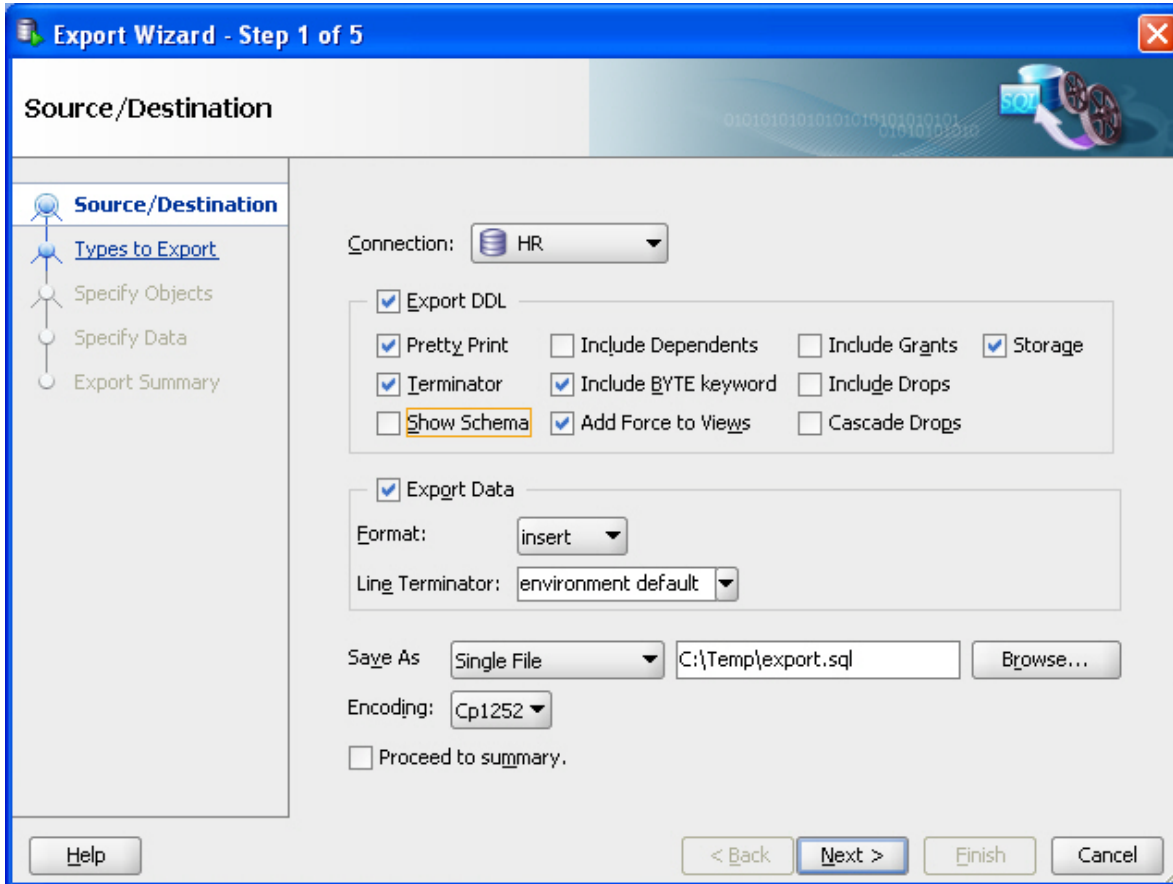 Export Wizard - Step 1 of 5
Source/Destination
SQL
Source/Destination
Types to Export
Specify Objects
Specify Data
Export Summary
Connection: HR
Export DDL
Pretty Print Include Dependents Include Grants Storage
Terminator Include BYTE keyword Include Drops
Show Schema Add Force to Views Cascade Drops
Export Data
Format: insert
Line Terminator: environment default
Save As Single File C:\Temp\export.sql Browse...
Encoding: Cp1252
Proceed to summary.
Help < Back Next > Finish Cancel